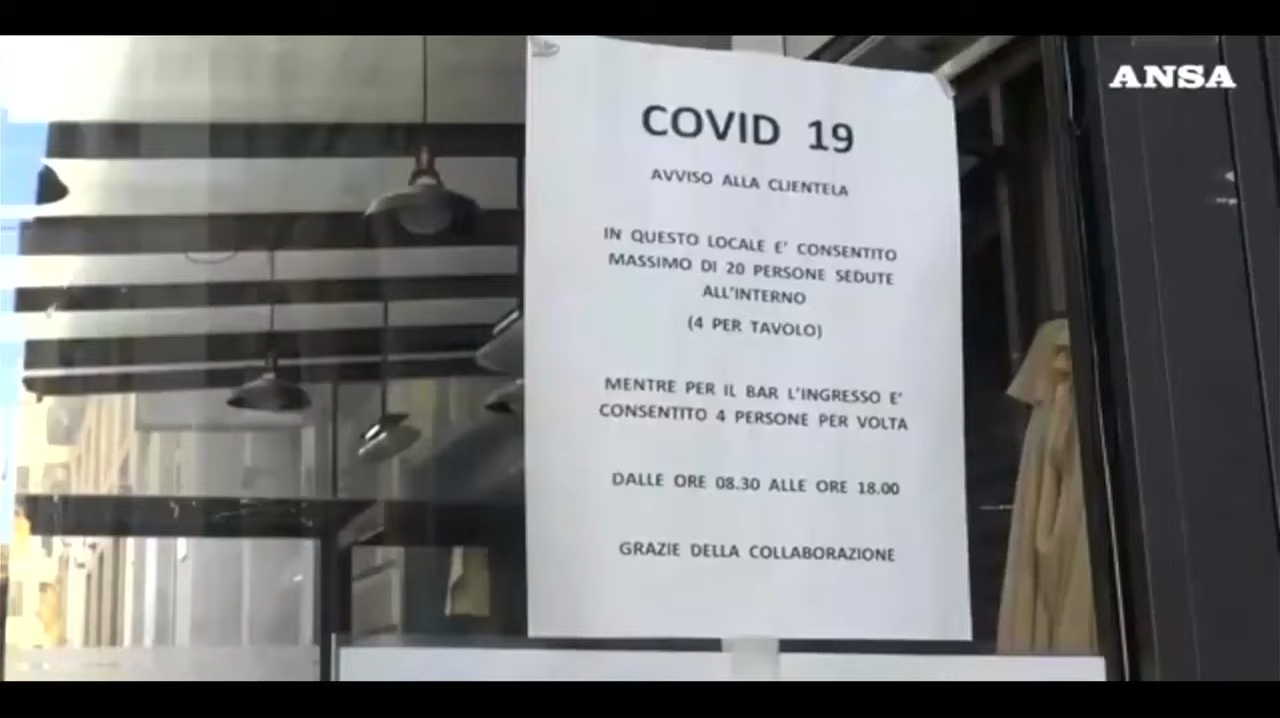 ANSA
COVID 19
AVVISO ALLA CLIENTELA
IN QUESTO LOCALE E' CONSENTITO
MASSIMO DI 20 PERSONE SEDUTE
ALL'INTERNO
(4 PER TAVOLO)
MENTRE PER IL BAR L'INGRESSO E'
CONSENTITO 4 PERSONE PER VOLTA
DALLE ORE 08.30 ALLE ORE 18.00
GRAZIE DELLA COLLABORAZIONE